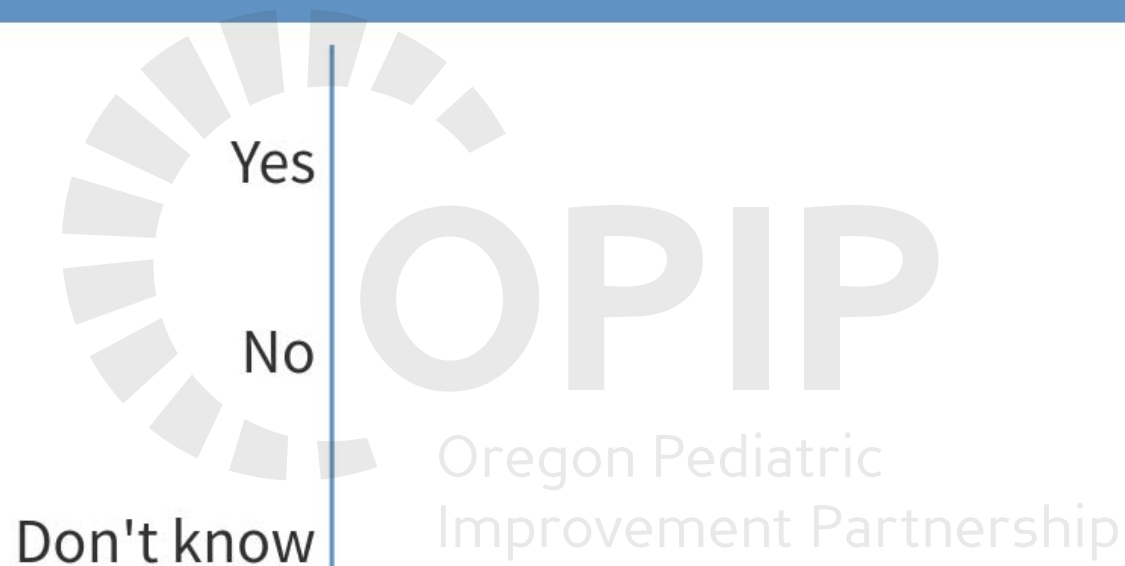 Yes
OPIP
No
Oregon Pediatric
Improvement Partnership
Don't know